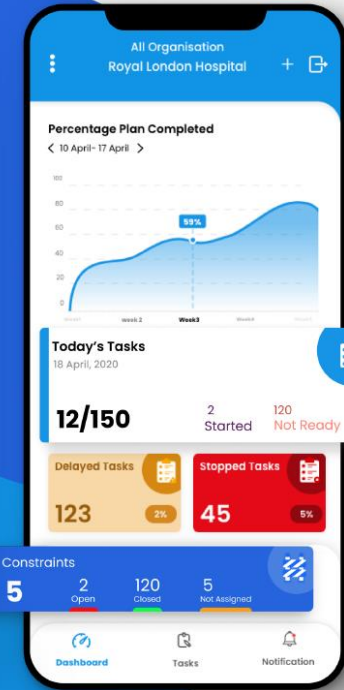 All Organisation
Royal London Hospital
Percentage Plan Completed
10 April- 17 April
100
80
60
40
20
0
59%
week 2
Week3
Today's Tasks
18 April, 2020
12/150
2
Started
120
Not Ready
Delayed Tasks
123
2%
Stopped Tasks
45
5%
Constraints
5
2
Open
120
Closed
5
Not Assigned
Dashboard
Tasks
Notification